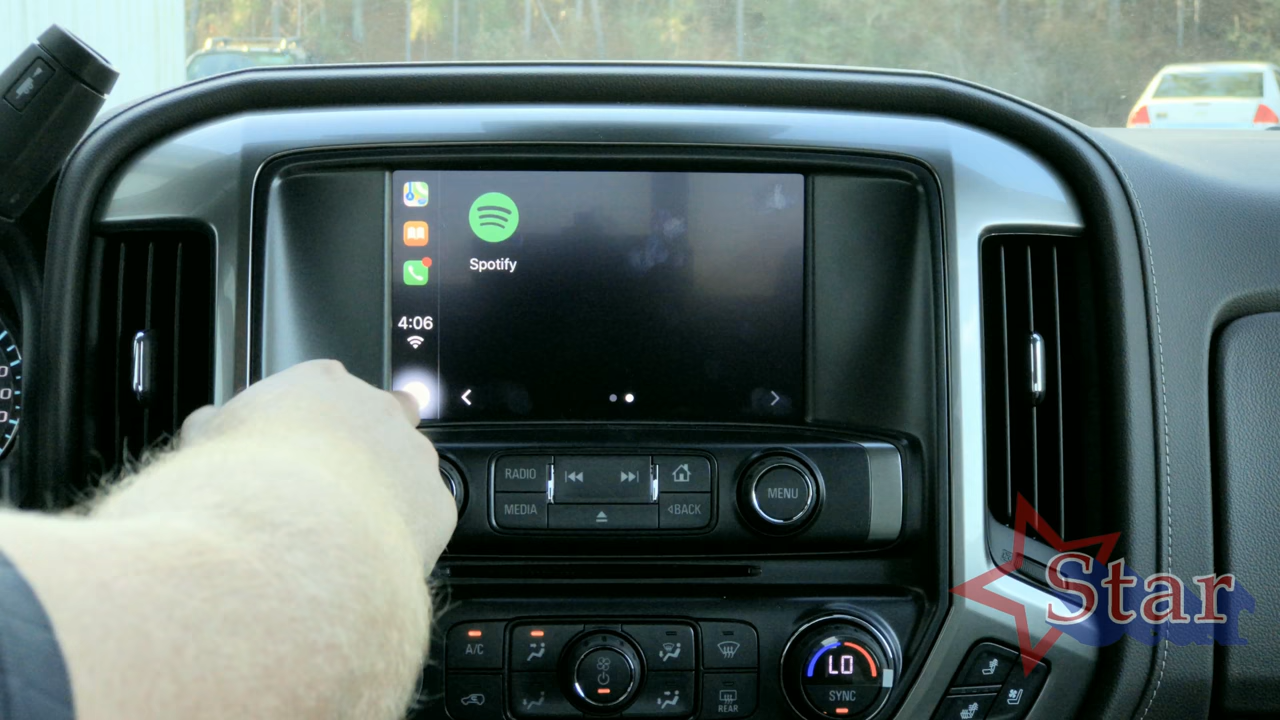 Spotify
4:06
RADIO
MEDIA
BACK
MENU
A/C
REAR
LO
SYNC
Star